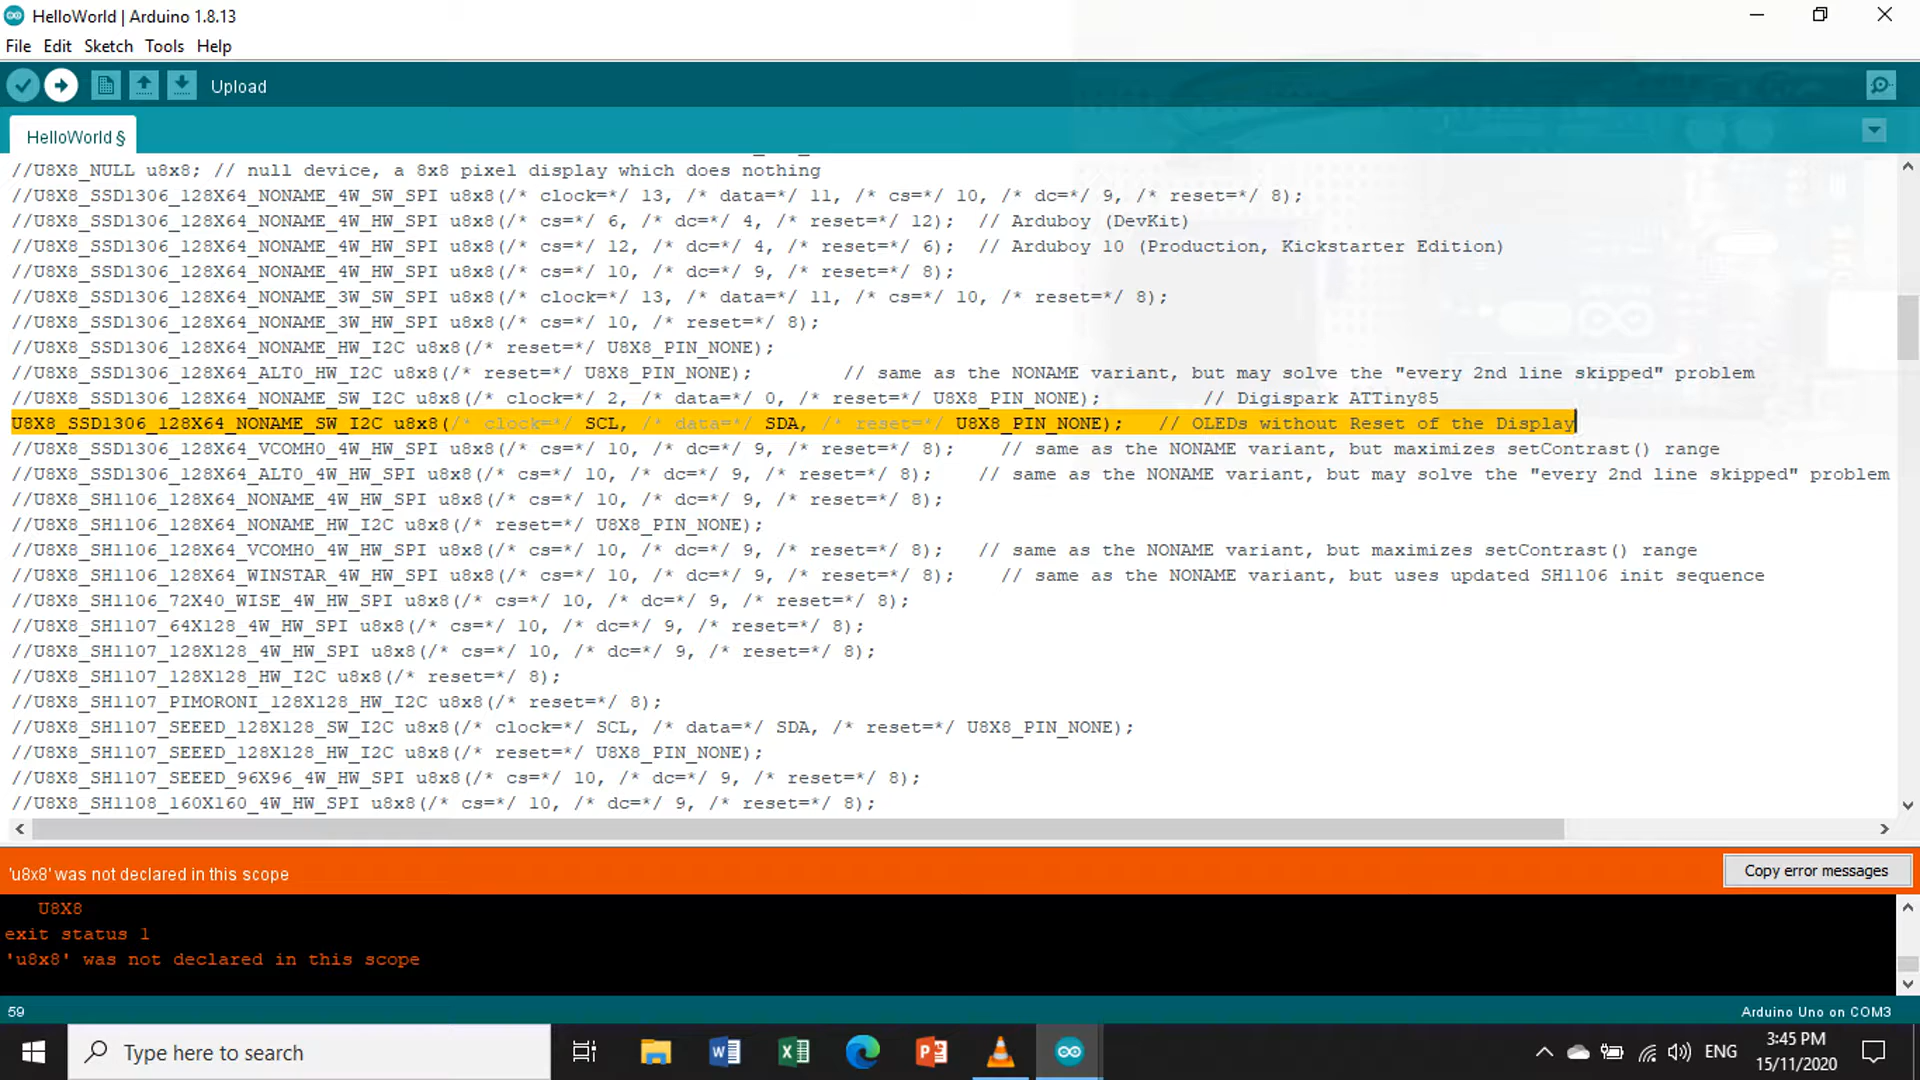 HelloWorld | Arduino 1.8.13
File Edit Sketch Tools Help
Upload
HelloWorld §
//U8X8_NULL u8x8; // null device, a 8x8 pixel display which does nothing
//U8X8_SSD1306_128X64_NONAME_4W_SW_SPI u8x8(/* clock=*/ 13, /* data=*/ 11, /* cs=*/ 10, /* dc=*/ 9, /* reset=*/ 8);
//U8X8_SSD1306_128X64_NONAME_4W_HW_SPI u8x8(/* cs=*/ 6, /* dc=*/ 4, /* reset=*/ 12); // Arduboy (DevKit)
//U8X8_SSD1306_128X64_NONAME_4W_HW_SPI u8x8(/* cs=*/ 12, /* dc=*/ 4, /* reset=*/ 6); // Arduboy 10 (Production, Kickstarter Edition)
//U8X8_SSD1306_128X64_NONAME_4W_HW_SPI u8x8(/* cs=*/ 10, /* dc=*/ 9, /* reset=*/ 8);
//U8X8_SSD1306_128X64_NONAME_3W_SW_SPI u8x8(/* clock=*/ 13, /* data=*/ 11, /* cs=*/ 10, /* reset=*/ 8);
//U8X8_SSD1306_128X64_NONAME_3W_HW_SPI u8x8(/* cs=*/ 10, /* reset=*/ 8);
//U8X8_SSD1306_128X64_NONAME_HW_I2C u8x8(/* reset=*/ U8X8_PIN_NONE);
//U8X8_SSD1306_128X64_ALT0_HW_I2C u8x8(/* reset=*/ U8X8_PIN_NONE); // same as the NONAME variant, but may solve the "every 2nd line skipped" problem
//U8X8_SSD1306_128X64_NONAME_SW_I2C u8x8(/* clock=*/ 2, /* data=*/ 0, /* reset=*/ U8X8_PIN_NONE); // Digispark ATTiny85
U8X8_SSD1306_128X64_NONAME_SW_I2C u8x8(/* clock=*/ SCL, /* data=*/ SDA, /* reset=*/ U8X8_PIN_NONE); // OLEDs without Reset of the Display
//U8X8_SSD1306_128X64_VCOMH0_4W_HW_SPI u8x8(/* cs=*/ 10, /* dc=*/ 9, /* reset=*/ 8); // same as the NONAME variant, but maximizes setContrast() range
//U8X8_SSD1306_128X64_ALT0_4W_HW_SPI u8x8(/* cs=*/ 10, /* dc=*/ 9, /* reset=*/ 8); // same as the NONAME variant, but may solve the "every 2nd line skipped" problem
//U8X8_SH1106_128X64_NONAME_4W_HW_SPI u8x8(/* cs=*/ 10, /* dc=*/ 9, /* reset=*/ 8);
//U8X8_SH1106_128X64_NONAME_HW_I2C u8x8(/* reset=*/ U8X8_PIN_NONE);
//U8X8_SH1106_128X64_VCOMH0_4W_HW_SPI u8x8(/* cs=*/ 10, /* dc=*/ 9, /* reset=*/ 8); // same as the NONAME variant, but maximizes setContrast() range
//U8X8_SH1106_128X64_WINSTAR_4W_HW_SPI u8x8(/* cs=*/ 10, /* dc=*/ 9, /* reset=*/ 8); // same as the NONAME variant, but uses updated SH1106 init sequence
//U8X8_SH1106_72X40_WISE_4W_HW_SPI u8x8(/* cs=*/ 10, /* dc=*/ 9, /* reset=*/ 8);
//U8X8_SH1107_64X128_4W_HW_SPI u8x8(/* cs=*/ 10, /* dc=*/ 9, /* reset=*/ 8);
//U8X8_SH1107_128X128_4W_HW_SPI u8x8(/* cs=*/ 10, /* dc=*/ 9, /* reset=*/ 8);
//U8X8_SH1107_128X128_HW_I2C u8x8(/* reset=*/ 8);
//U8X8_SH1107_PIMORONI_128X128_HW_I2C u8x8(/* reset=*/ 8);
//U8X8_SH1107_SEEED_128X128_SW_I2C u8x8(/* clock=*/ SCL, /* data=*/ SDA, /* reset=*/ U8X8_PIN_NONE);
//U8X8_SH1107_SEEED_128X128_HW_I2C u8x8(/* reset=*/ U8X8_PIN_NONE);
//U8X8_SH1107_SEEED_96X96_4W_HW_SPI u8x8(/* cs=*/ 10, /* dc=*/ 9, /* reset=*/ 8);
//U8X8_SH1108_160X160_4W_HW_SPI u8x8(/* cs=*/ 10, /* dc=*/ 9, /* reset=*/ 8);
'u8x8' was not declared in this scope
Copy error messages
U8X8
exit status 1
'u8x8' was not declared in this scope
59
Arduino Uno on COM3
Type here to search
ENG
3:45 PM
15/11/2020